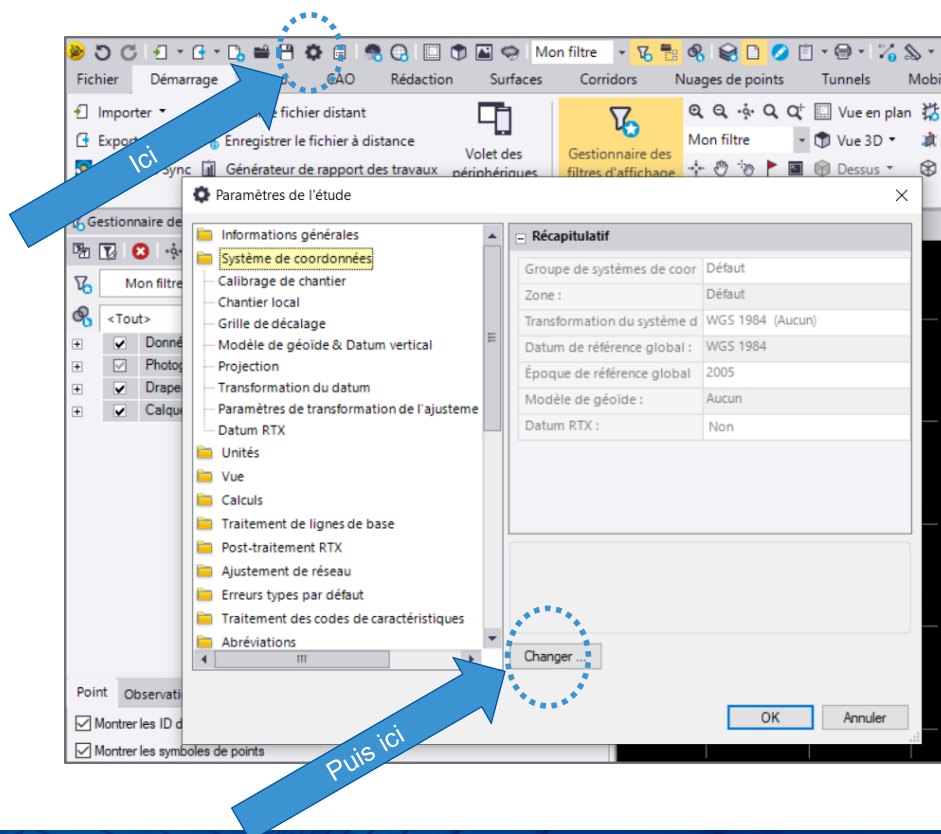 Mon filtre
Fichier Démarrage CAO Rédaction Surfaces Corridors Nuages de points Tunnels Mobi
Importer fichier distant Vue en plan
Expor Enregistrer le fichier à distance Mon filtre Vue 3D
Ici
Sync Générateur de rapport des travaux Volet des périphériques Gestionnaire des filtres d'affichage Dessus
Paramètres de l'étude
Gestionnaire de
Mon filtre
<Tout>
Donné
Photog
Drape
Calqu
Informations générales
Système de coordonnées
Calibrage de chantier
Chantier local
Grille de décalage
Modèle de géoïde & Datum vertical
Projection
Transformation du datum
Paramètres de transformation de l'ajusteme
Datum RTX
Unités
Vue
Calculs
Traitement de lignes de base
Post-traitement RTX
Ajustement de réseau
Erreurs types par défaut
Traitement des codes de caractéristiques
Abréviations
Récapitulatif
Groupe de systèmes de coor Défaut
Zone : Défaut
Transformation du système d WGS 1984 (Aucun)
Datum de référence global : WGS 1984
Époque de référence global 2005
Modèle de géoïde : Aucun
Datum RTX : Non
Changer ...
OK Annuler
Point Observati
Montrer les ID d
Montrer les symboles de points
Puis ici